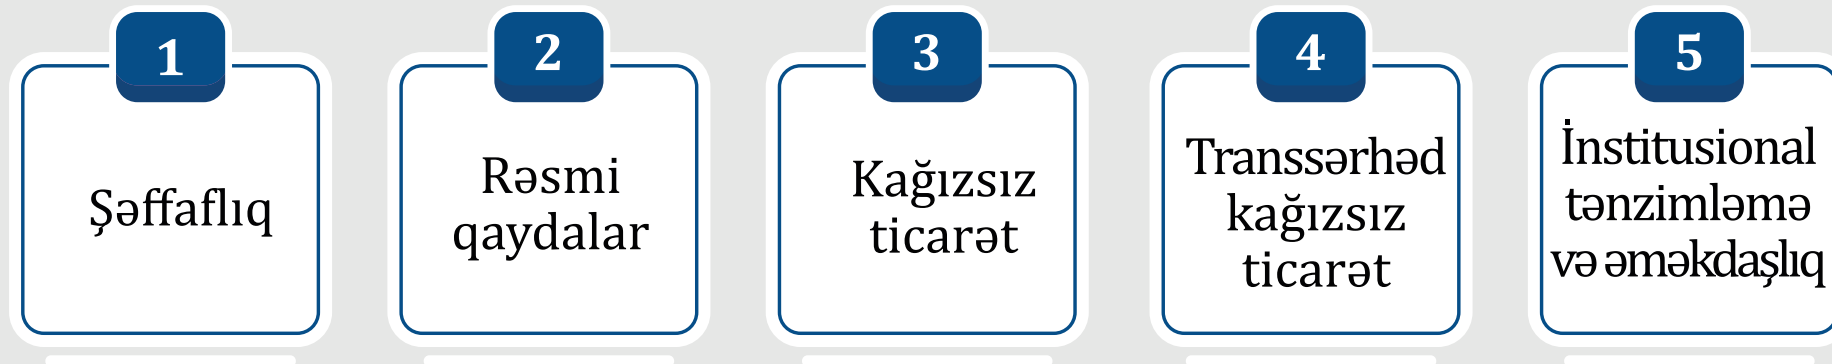 1
Şəffaflıq
2
Rəsmi
qaydalar
3
Kağızsız
ticarət
4
Transsərhəd
kağızsız
ticarət
5
İnstitusional
tənzimləmə
və əməkdaşlıq